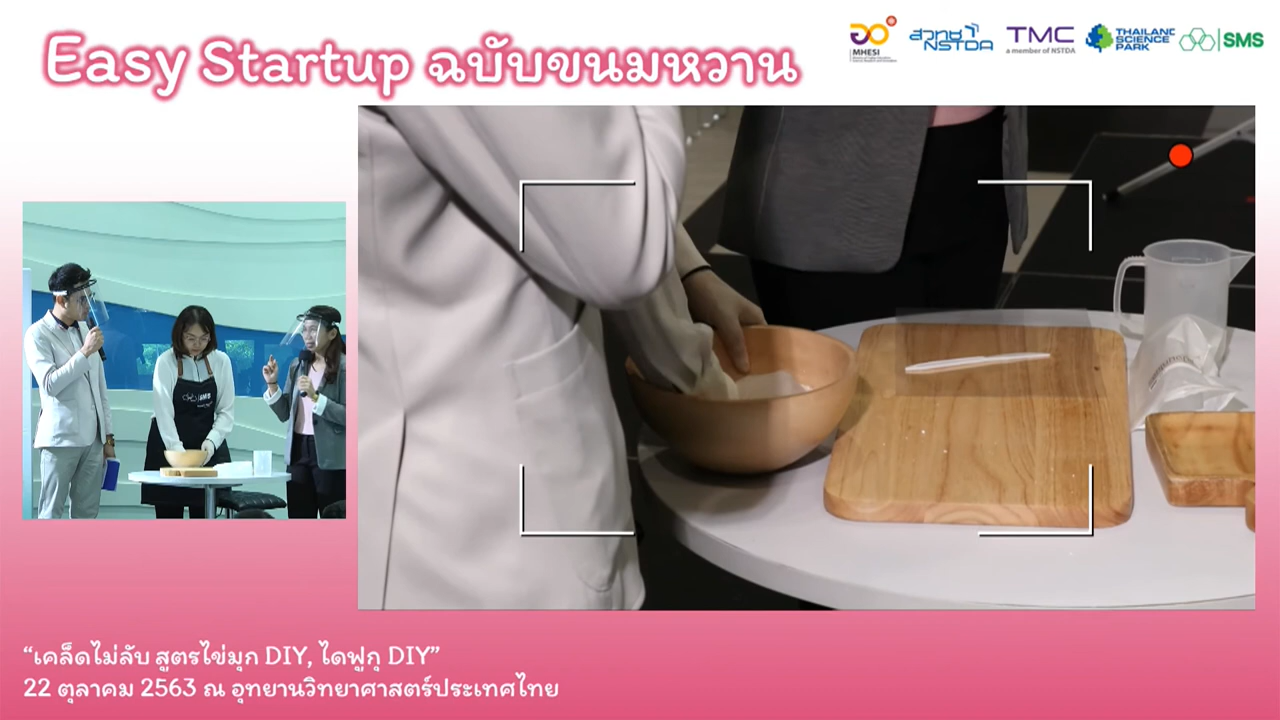 Easy Startup ฉบับขนมหวาน
MHESI
สวทช
NSTDA
TMC
a member of NSTDA
THAILAND
SCIENCE
PARK
SMS
"เคล็ดไม่ลับ สูตรไข่มุก DIY, ไดฟูกุ DIY"
22 ตุลาคม 2563 ณ อุทยานวิทยาศาสตร์ประเทศไทย